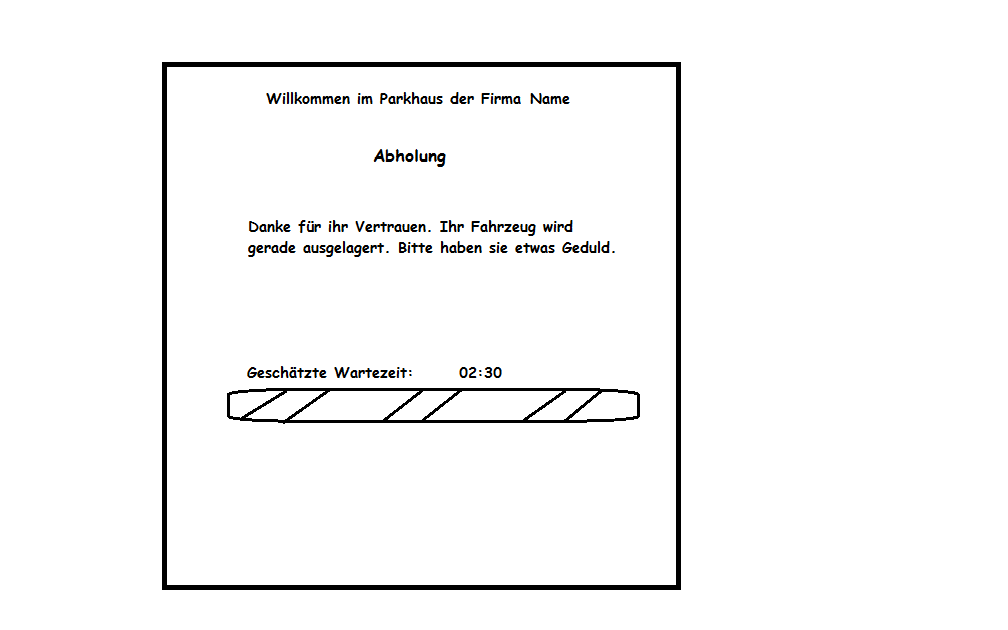 Willkommen im Parkhaus der Firma Name
Abholung
Danke für ihr Vertrauen. Ihr Fahrzeug wird
gerade ausgelagert. Bitte haben sie etwas Geduld.
Geschätzte Wartezeit: 02:30